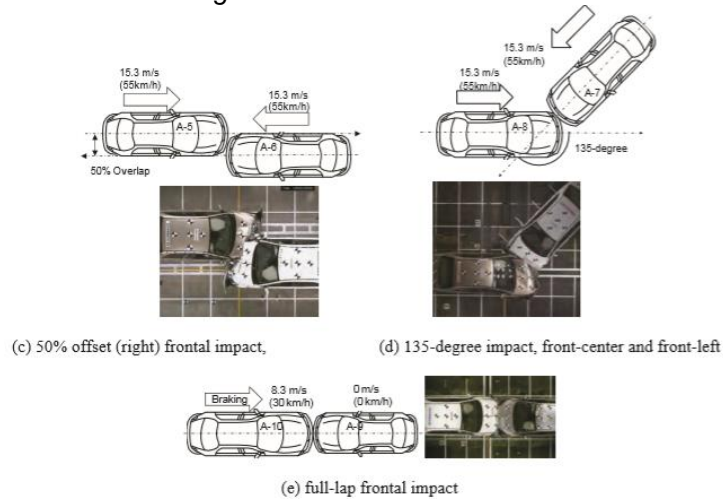 15.3 m/s
(55km/h)
A-5
15.3 m/s
(55km/h)
A-6
50% Overlap
15.3 m/s
(55km/h)
A-7
15.3 m/s
(55km/h)
A-8
135-degree
(c) 50% offset (right) frontal impact,
(d) 135-degree impact, front-center and front-left
Braking
8.3 m/s
(30 km/h)
0 m/s
(0 km/h)
A-10
A-9
(e) full-lap frontal impact